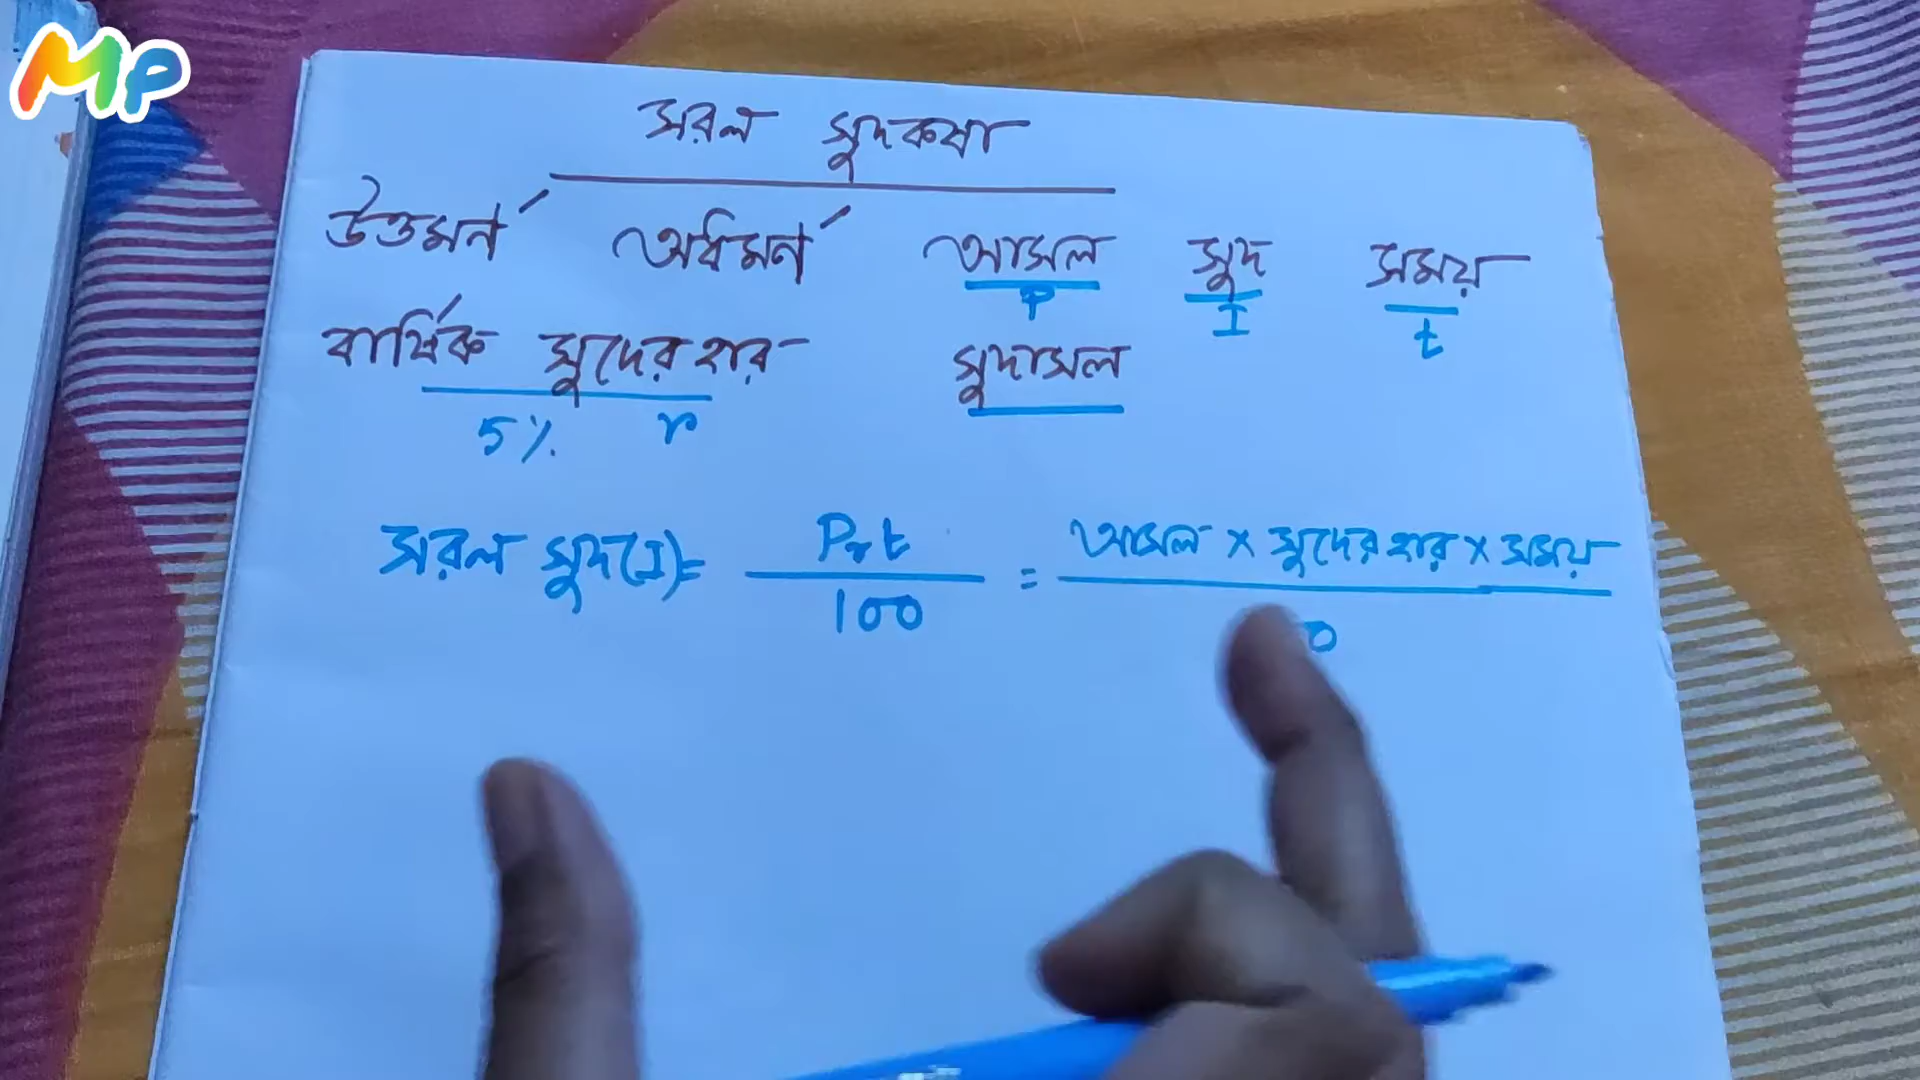 MP
সরল সুদকষা
উত্তমর্ণ অধমর্ণ আসল সুদ সময়
P I t
বার্ষিক সুদের হার সুদাসল
5% r
সরল সুদ(I) = Prt / 100 = আসল × সুদের হার × সময়